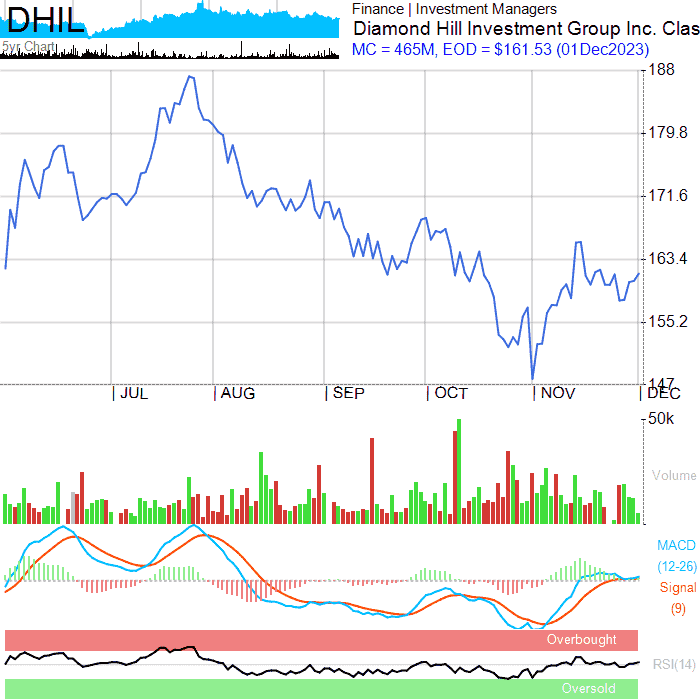 DHIL
5yr Chart
Finance | Investment Managers
Diamond Hill Investment Group Inc. Clas
MC = 465M, EOD = $161.53 (01Dec2023)
188
179.8
171.6
163.4
155.2
147
JUL AUG SEP OCT NOV DEC
50k
Volume
MACD
(12-26)
Signal
(9)
Overbought
RSI(14)
Oversold